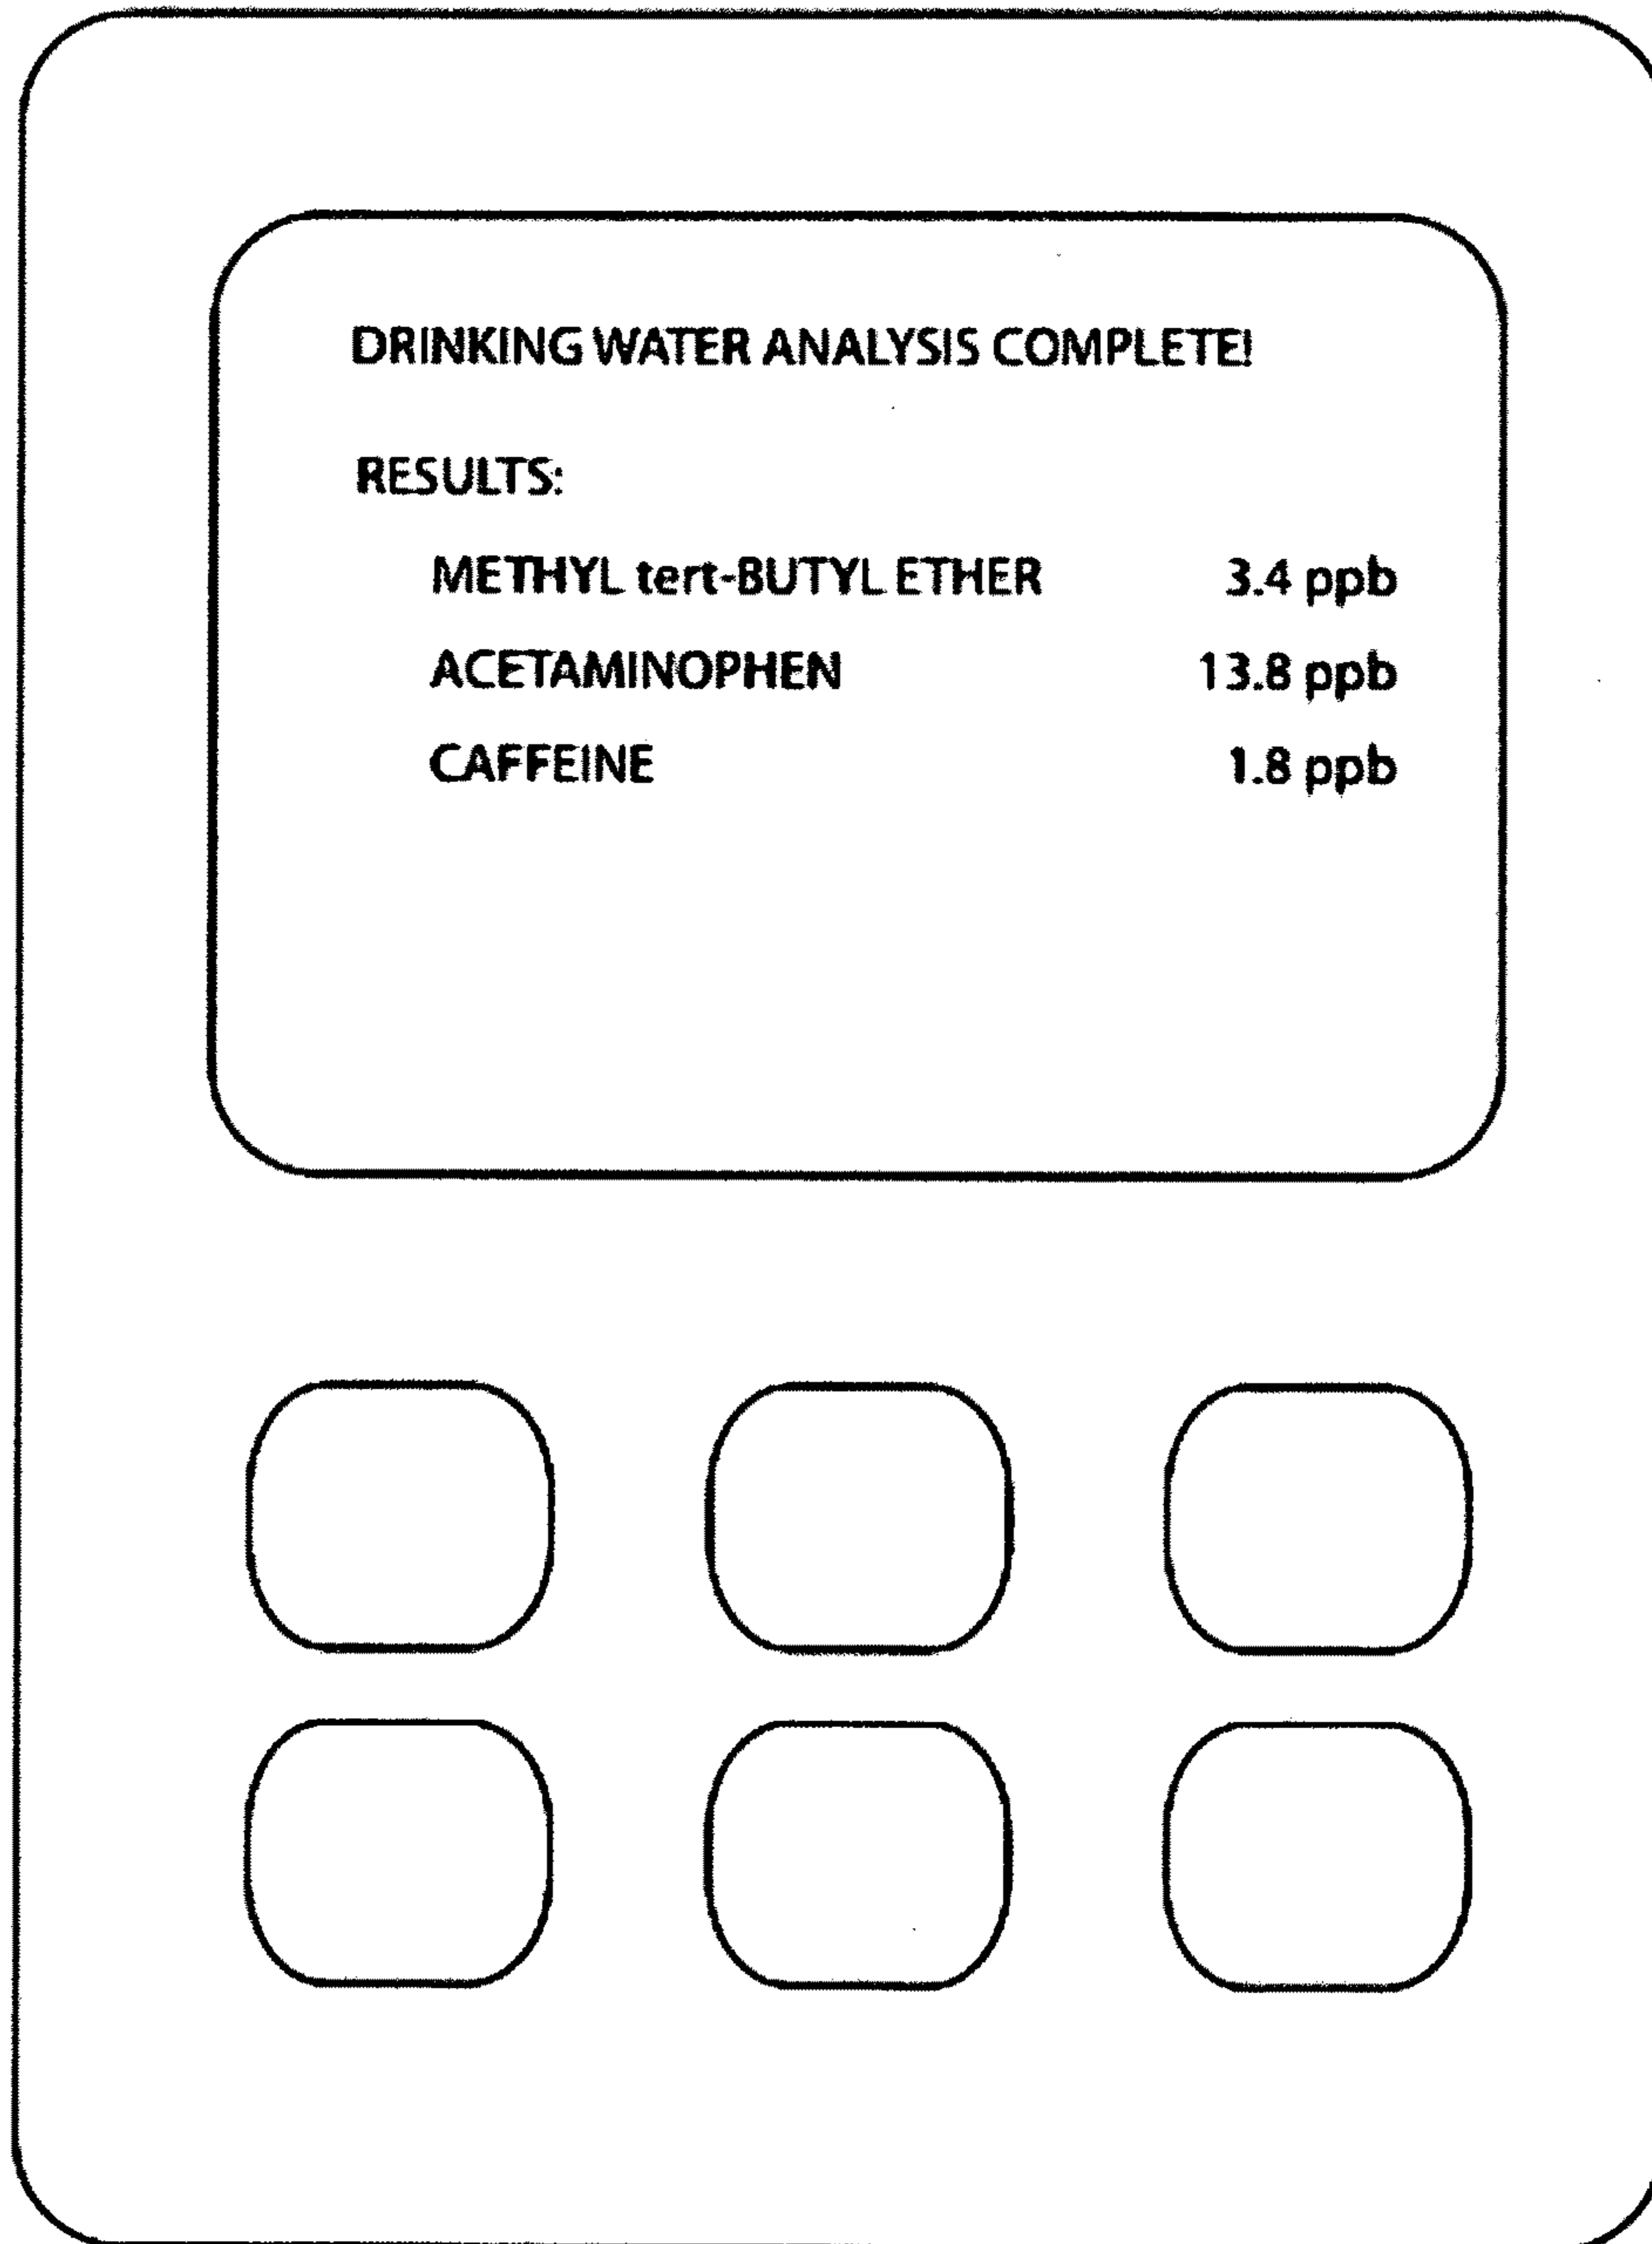 DRINKING WATER ANALYSIS COMPLETE!
RESULTS:
METHYL tert-BUTYL ETHER 3.4 ppb
ACETAMINOPHEN 13.8 ppb
CAFFEINE 1.8 ppb